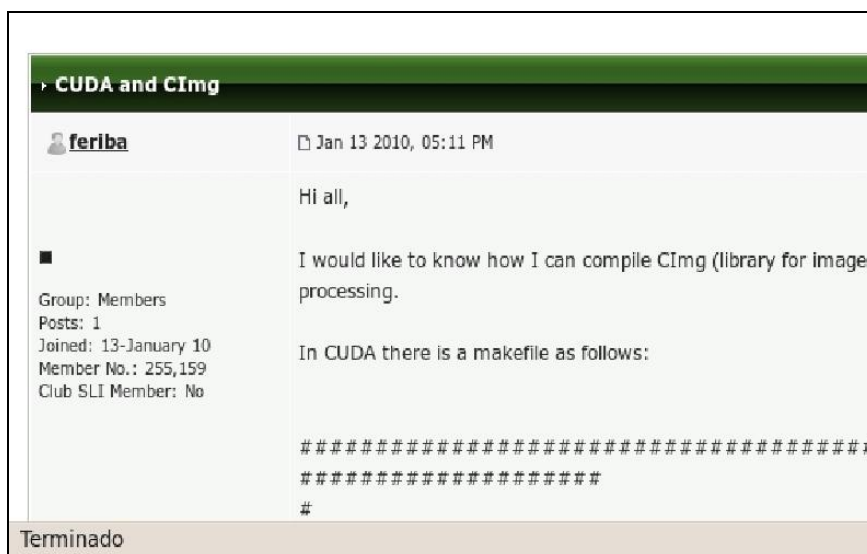 CUDA and CImg
feriba
Jan 13 2010, 05:11 PM
Group: Members
Posts: 1
Joined: 13-January 10
Member No.: 255,159
Club SLI Member: No
Hi all,
I would like to know how I can compile CImg (library for image
processing.
In CUDA there is a makefile as follows:
######################################
####################
#
Terminado